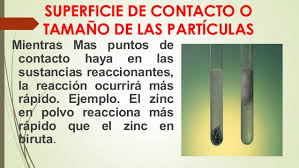 SUPERFICIE DE CONTACTO O
TAMAÑO DE LAS PARTÍCULAS
Mientras Mas puntos de
contacto haya en las
sustancias reaccionantes,
la reacción ocurrirá más
rápido. Ejemplo. El zinc
en polvo reacciona más
rápido que el zinc en
biruta.